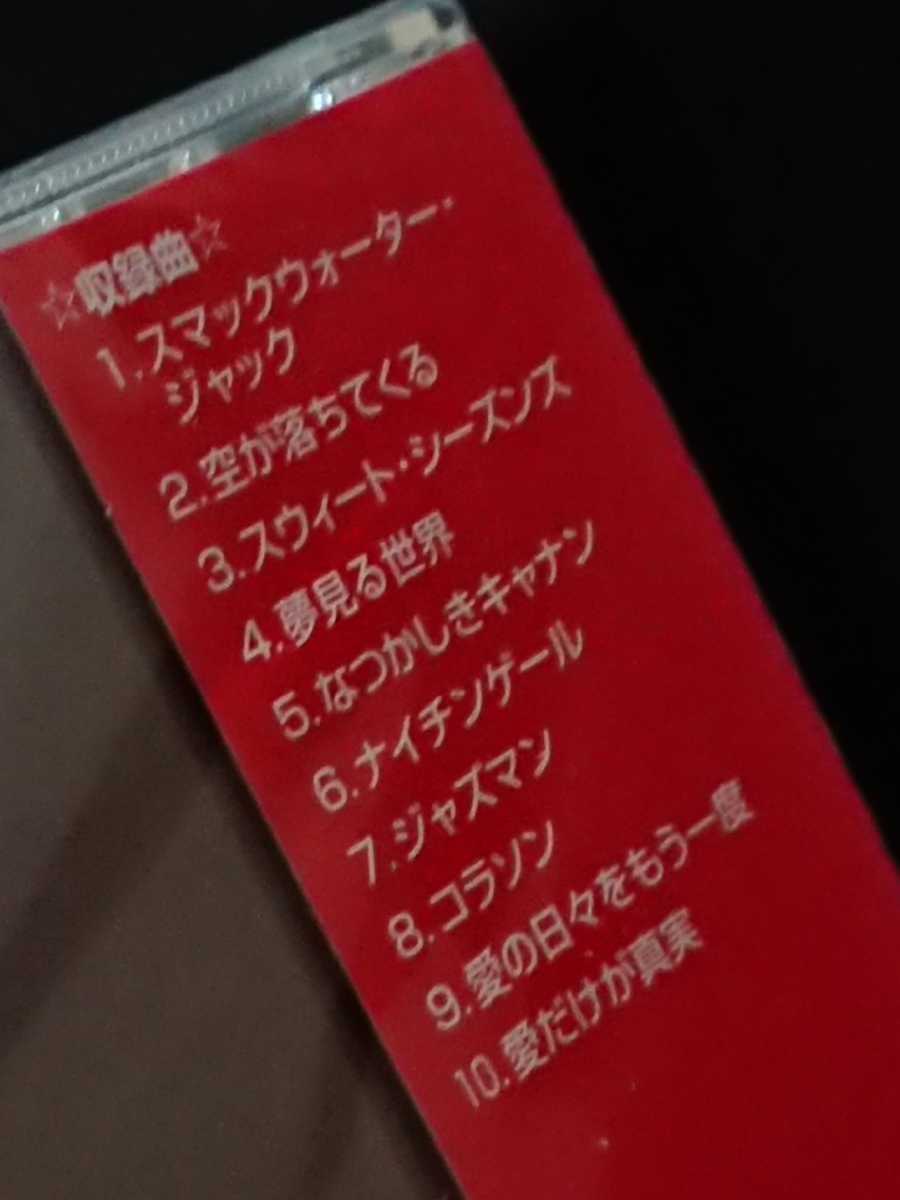 ☆収録曲☆
1.スマックウォーター・
ジャック
2.空が落ちてくる
3.スウィート・シーズンズ
4.夢見る世界
5.なつかしきキャナン
6.ナイチンゲール
7.ジャズマン
8.コラソン
9.愛の日々をもう一度
10.愛だけが真実